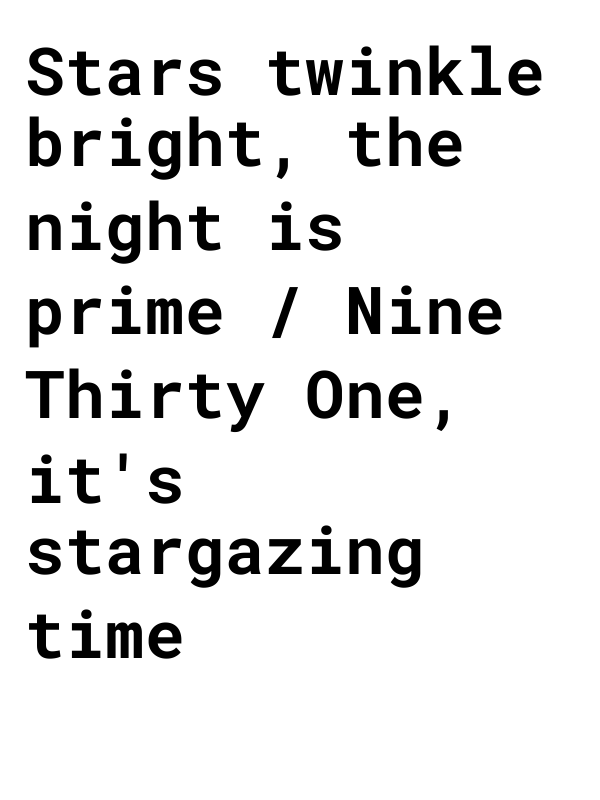 Stars twinkle
bright, the
night is
prime / Nine
Thirty One,
it's
stargazing
time